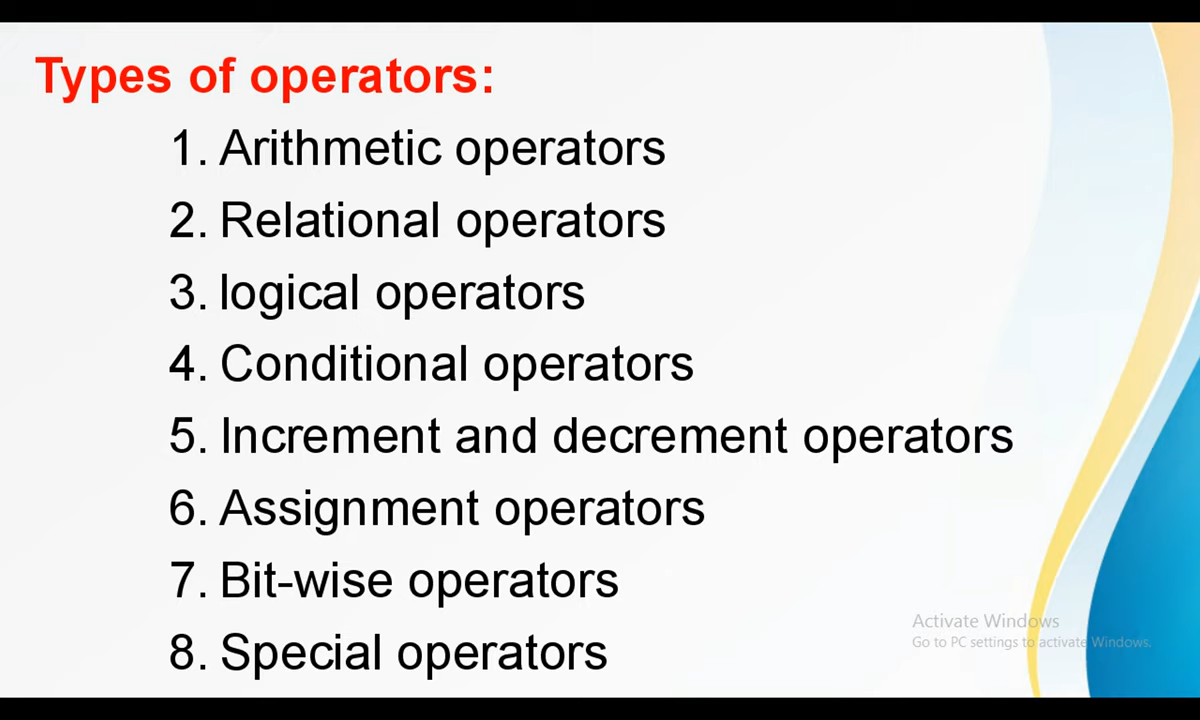 Types of operators:
1. Arithmetic operators
2. Relational operators
3. logical operators
4. Conditional operators
5. Increment and decrement operators
6. Assignment operators
7. Bit-wise operators
8. Special operators
Activate Windows
Go to PC settings to activate Windows.